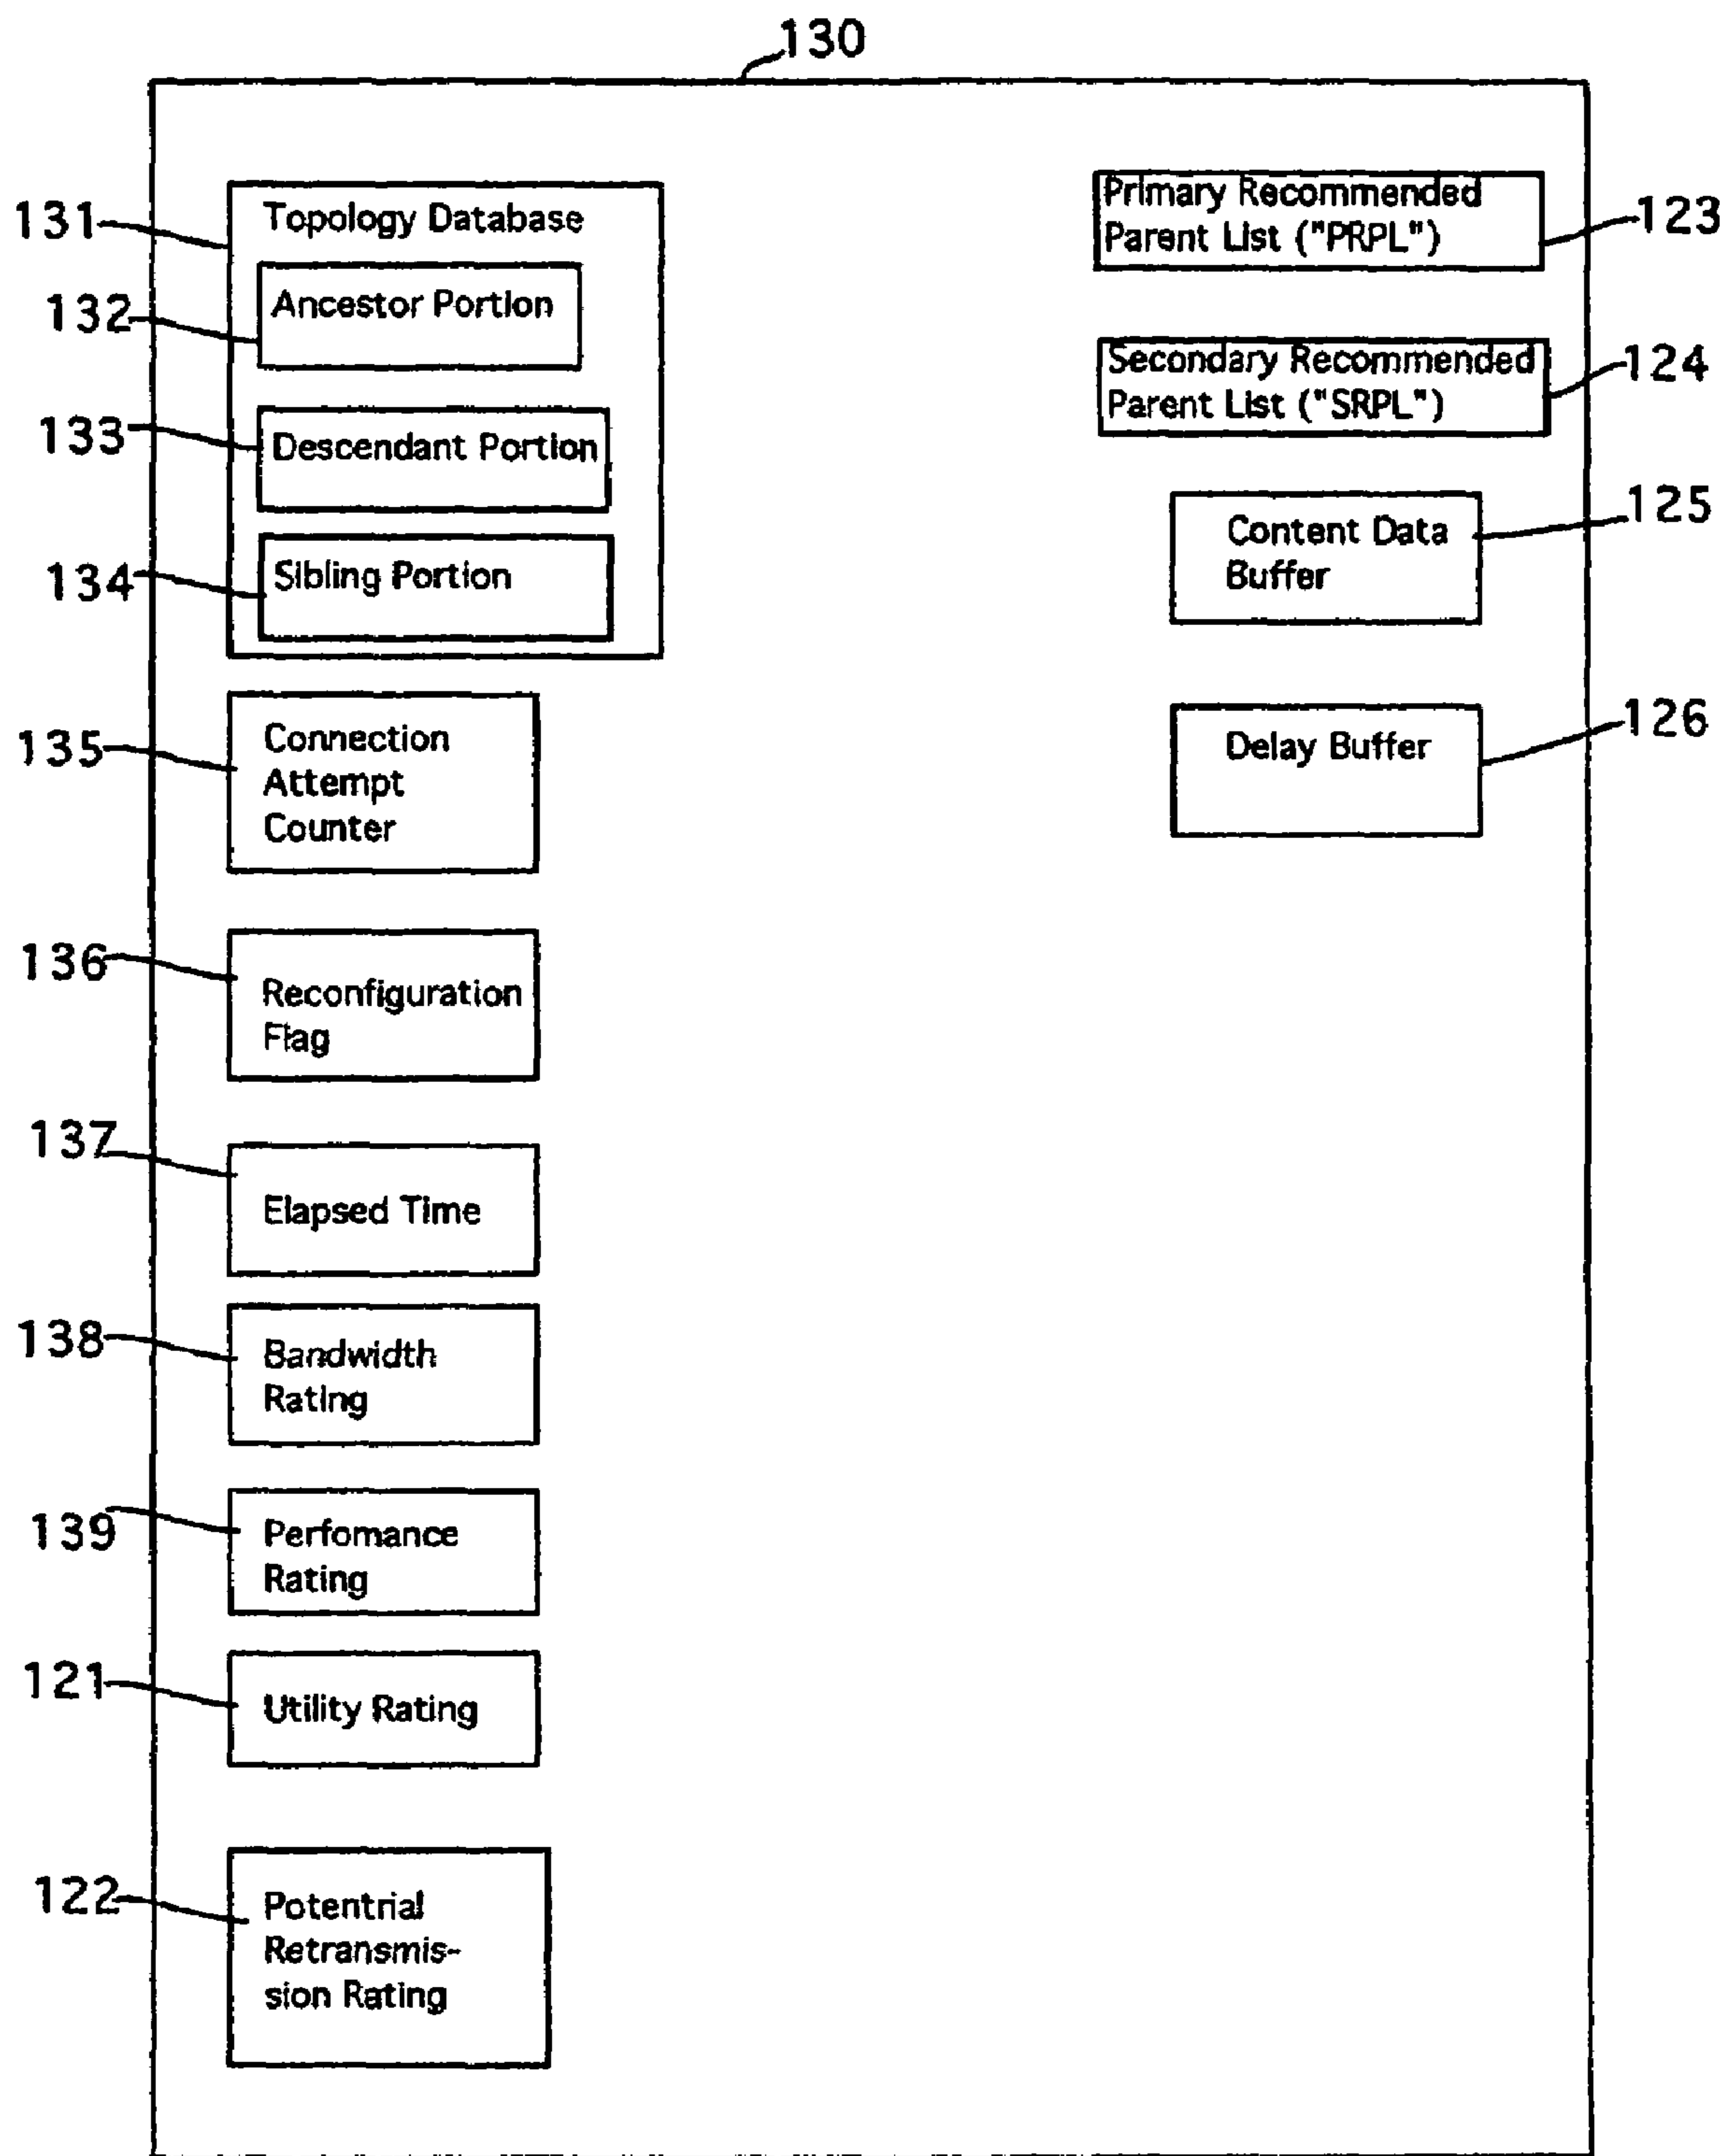 130
131
Topology Database
132
Ancestor Portion
133
Descendant Portion
134
Sibling Portion
135
Connection
Attempt
Counter
136
Reconfiguration
Flag
137
Elapsed Time
138
Bandwidth
Rating
139
Perfomance
Rating
121
Utility Rating
122
Potentrial
Retransmis-
sion Rating
Primary Recommended
Parent List ("PRPL")
123
Secondary Recommended
Parent List ("SRPL")
124
Content Data
Buffer
125
Delay Buffer
126